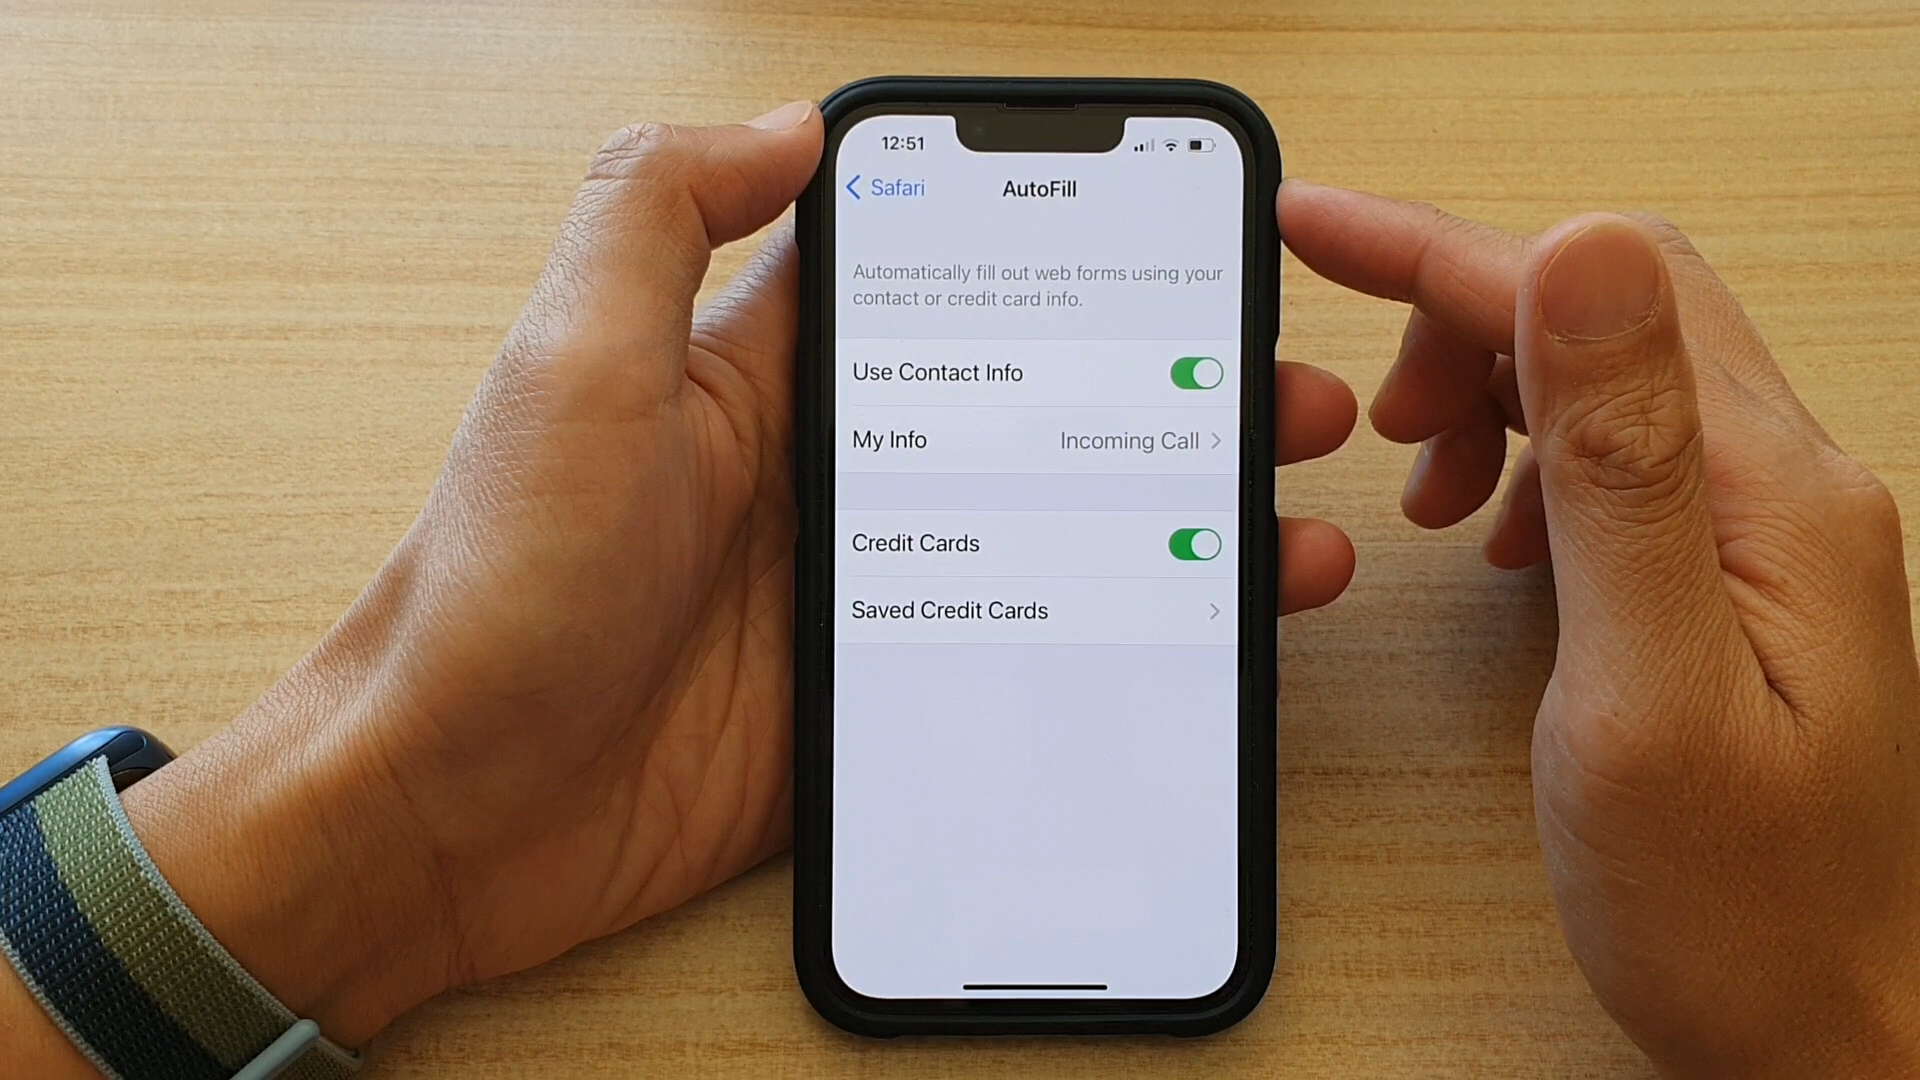 12:51
Safari
AutoFill
Automatically fill out web forms using your
contact or credit card info.
Use Contact Info
My Info Incoming Call
Credit Cards
Saved Credit Cards